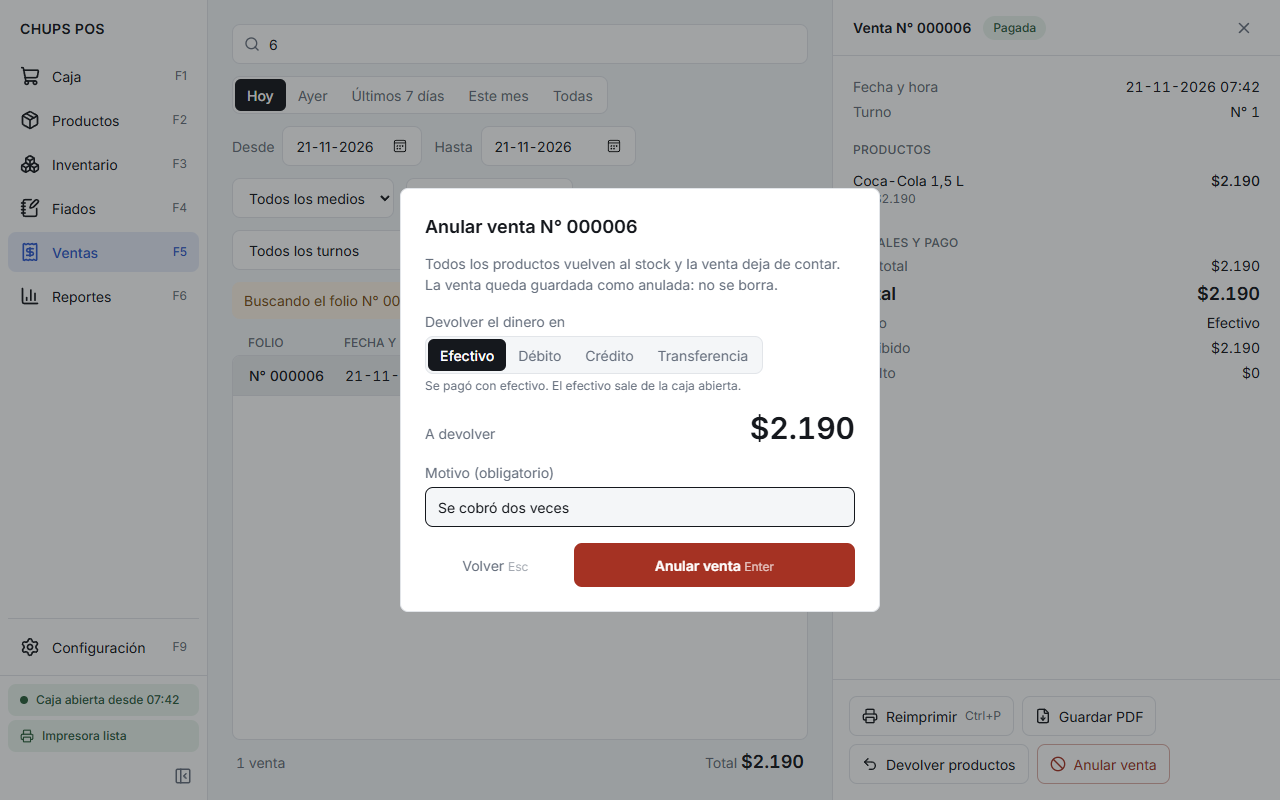 CHUPS POS
Caja F1
Productos F2
Inventario F3
Fiados F4
Ventas F5
Reportes F6
Configuración F9
Caja abierta desde 07:42
Impresora lista
6
Hoy Ayer Últimos 7 días Este mes Todas
Desde 21-11-2026 Hasta 21-11-2026
Todos los medios
Todos los turnos
Buscando el folio N° 00
FOLIO FECHA Y
N° 000006 21-11-
1 venta Total $2.190
Anular venta N° 000006
Todos los productos vuelven al stock y la venta deja de contar.
La venta queda guardada como anulada: no se borra.
Devolver el dinero en
Efectivo Débito Crédito Transferencia
Se pagó con efectivo. El efectivo sale de la caja abierta.
A devolver $2.190
Motivo (obligatorio)
Se cobró dos veces
Volver Esc Anular venta Enter
Venta N° 000006 Pagada
Fecha y hora 21-11-2026 07:42
Turno N° 1
PRODUCTOS
Coca-Cola 1,5 L $2.190
2.190
ALES Y PAGO
total $2.190
al $2.190
o Efectivo
ibido $2.190
lto $0
Reimprimir Ctrl+P Guardar PDF
Devolver productos Anular venta